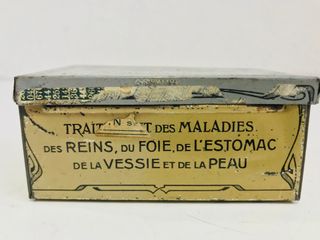 DES MALADIES
DES REINS, DU FOIE, DE L'ESTOMAC
DE LA VESSIE ET DE LA PEAU